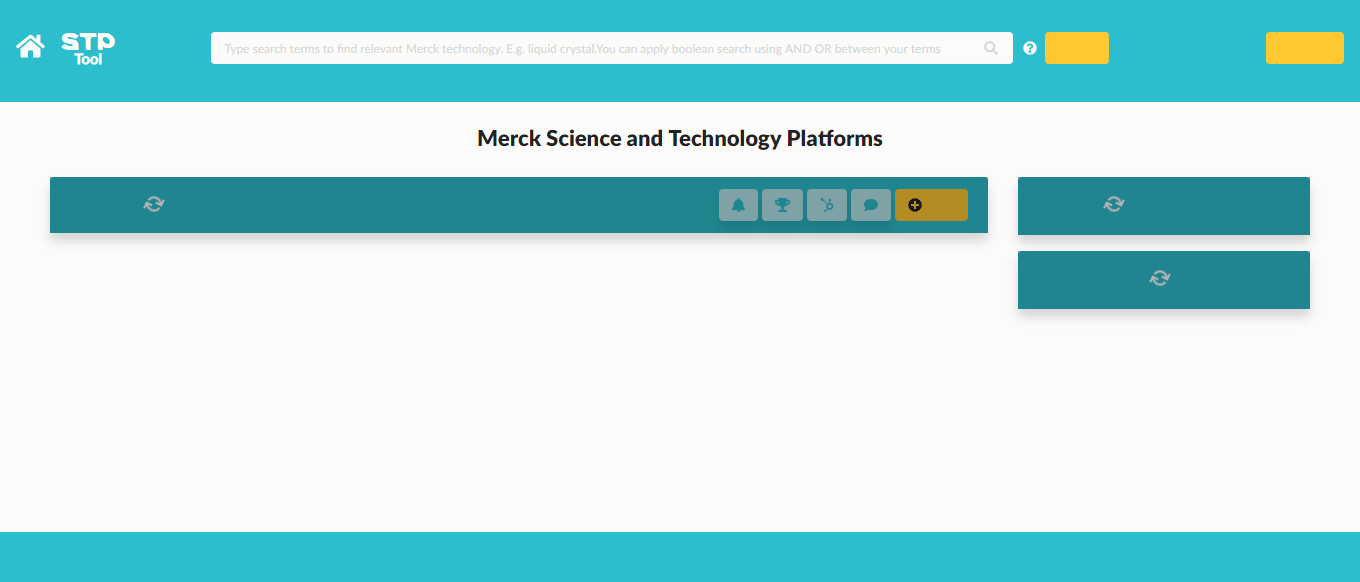 STP
Tool
Type search terms to find relevant Merck technology. E.g. liquid crystal.You can apply boolean search using AND OR between your terms
Merck Science and Technology Platforms